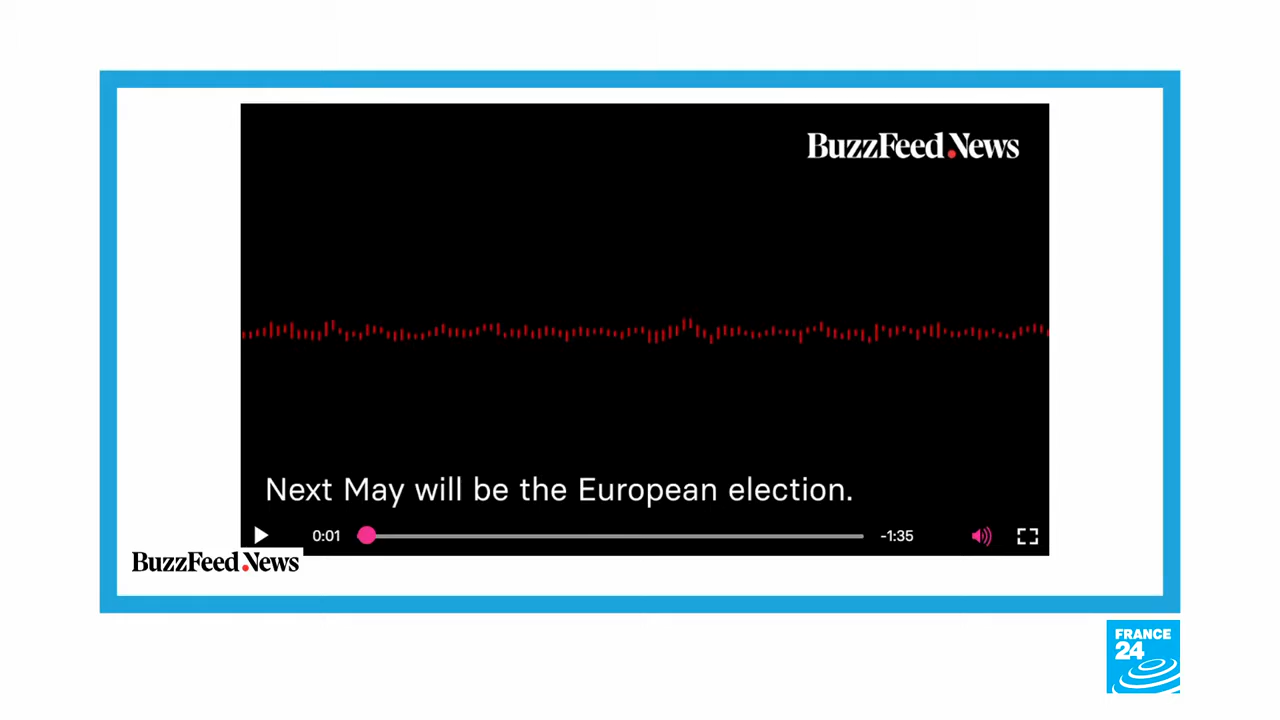 BuzzFeed.News
Next May will be the European election.
0:01
-1:35
BuzzFeed.News
FRANCE
24